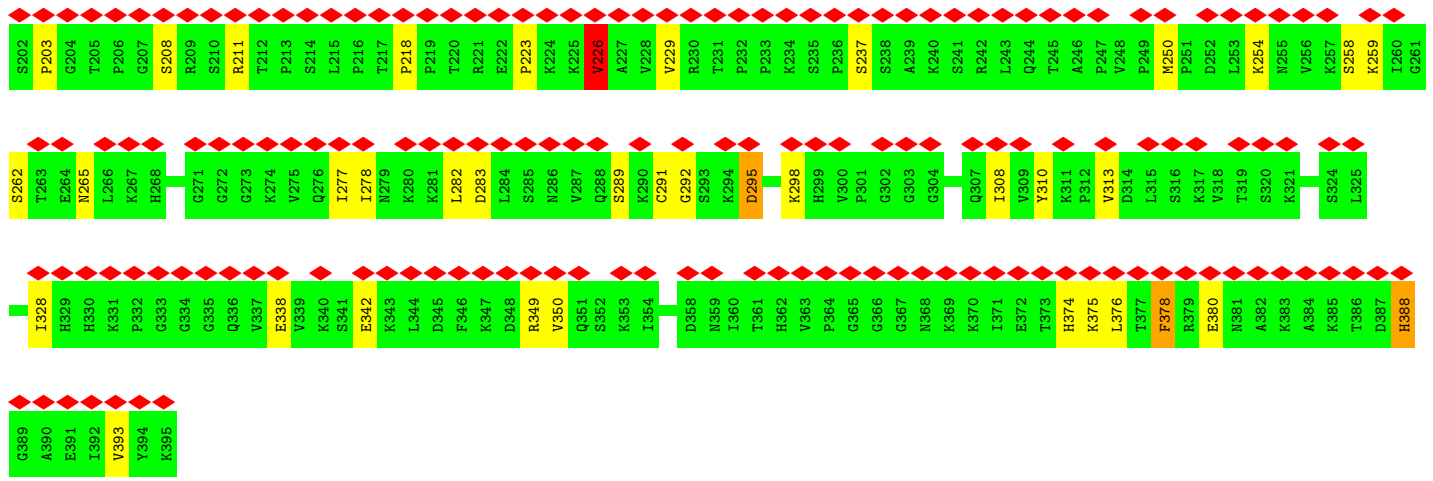 S202 P203 G204 T205 P206 G207 S208 R209 S210 R211 T212 P213 S214 L215 P216 T217 P218 P219 T220 R221 E222 P223 K224 K225 V226 A227 V228 V229 R230 T231 P232 P233 K234 S235 P236 S237 S238 A239 K240 S241 R242 L243 Q244 T245 A246 P247 V248 P249 M250 P251 D252 L253 K254 N255 V256 K257 S258 K259 I260 G261
S262 T263 E264 N265 L266 K267 H268 G271 G272 G273 K274 V275 Q276 I277 I278 N279 K280 K281 L282 D283 L284 S285 N286 V287 Q288 S289 K290 C291 G292 S293 K294 D295 K298 H299 V300 P301 G302 G303 G304 Q307 I308 V309 Y310 K311 P312 V313 D314 L315 S316 K317 V318 T319 S320 K321 S324 L325
I328 H329 H330 K331 P332 G333 G334 G335 Q336 V337 E338 V339 K340 S341 E342 K343 L344 D345 F346 K347 D348 R349 V350 Q351 S352 K353 I354 D358 N359 I360 T361 H362 V363 P364 G365 G366 G367 N368 K369 K370 I371 E372 T373 H374 K375 L376 T377 F378 R379 E380 N381 A382 K383 A384 K385 T386 D387 H388
G389 A390 E391 I392 V393 Y394 K395